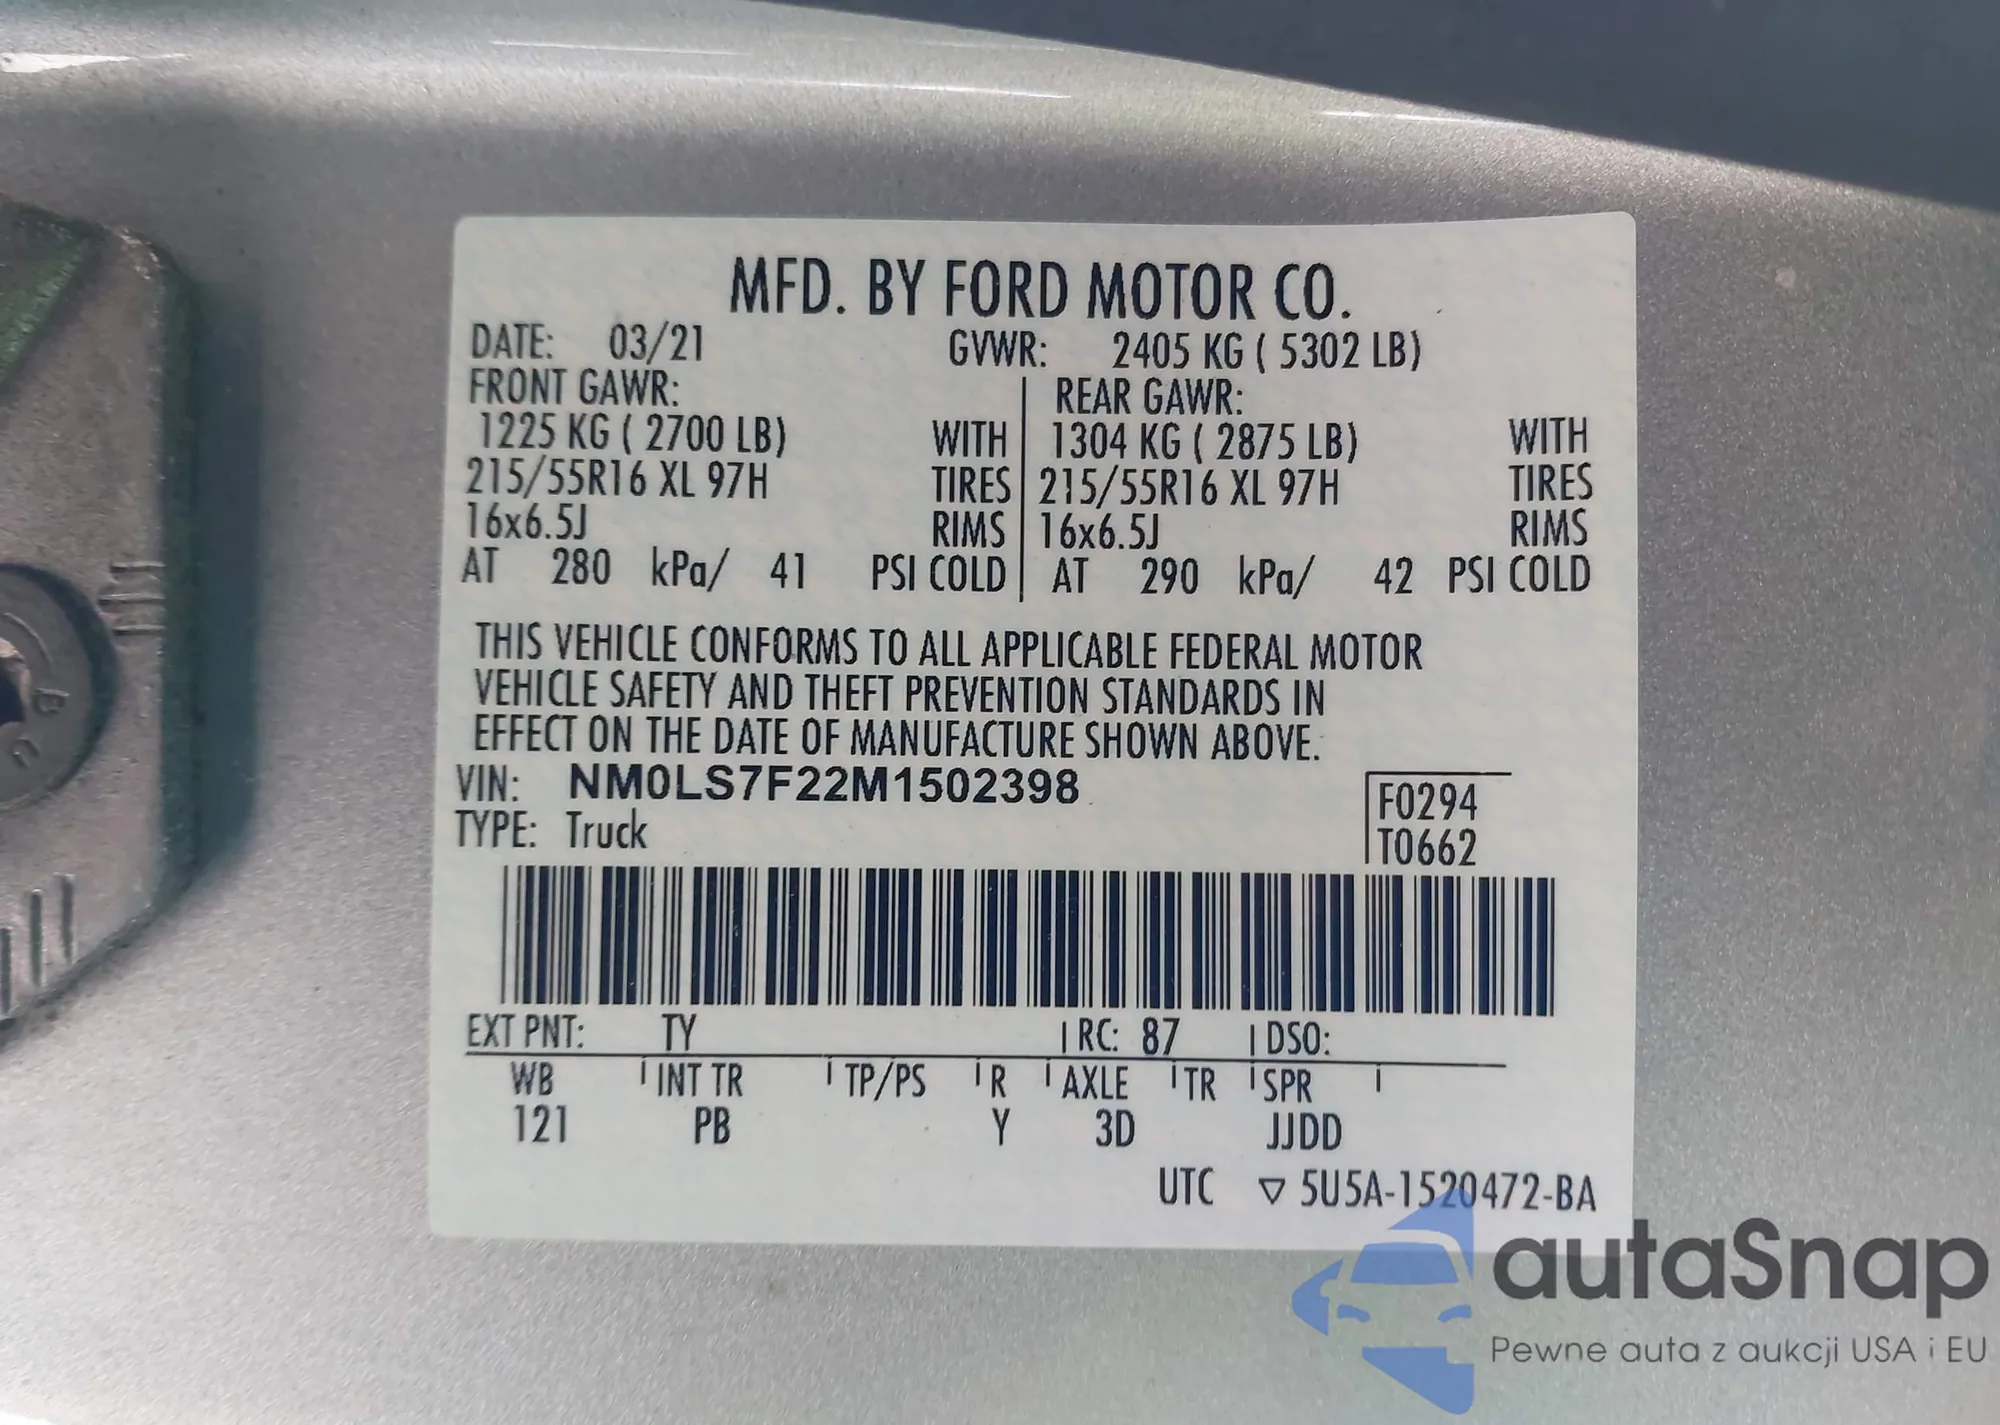 MFD. BY FORD MOTOR CO.
DATE: 03/21 GVWR: 2405 KG ( 5302 LB)
FRONT GAWR: REAR GAWR:
1225 KG ( 2700 LB) WITH 1304 KG ( 2875 LB) WITH
215/55R16 XL 97H TIRES 215/55R16 XL 97H TIRES
16x6.5J RIMS 16x6.5J RIMS
AT 280 kPa/ 41 PSI COLD AT 290 kPa/ 42 PSI COLD
THIS VEHICLE CONFORMS TO ALL APPLICABLE FEDERAL MOTOR
VEHICLE SAFETY AND THEFT PREVENTION STANDARDS IN
EFFECT ON THE DATE OF MANUFACTURE SHOWN ABOVE.
VIN: NM0LS7F22M1502398
F0294
TYPE: Truck
T0662
EXT PNT: TY RC: 87 DSO:
WB INT TR TP/PS R AXLE TR SPR
121 PB Y 3D JJDD
UTC ▽ 5U5A-1520472-BA
autaSnap
Pewne auta z aukcji USA i EU